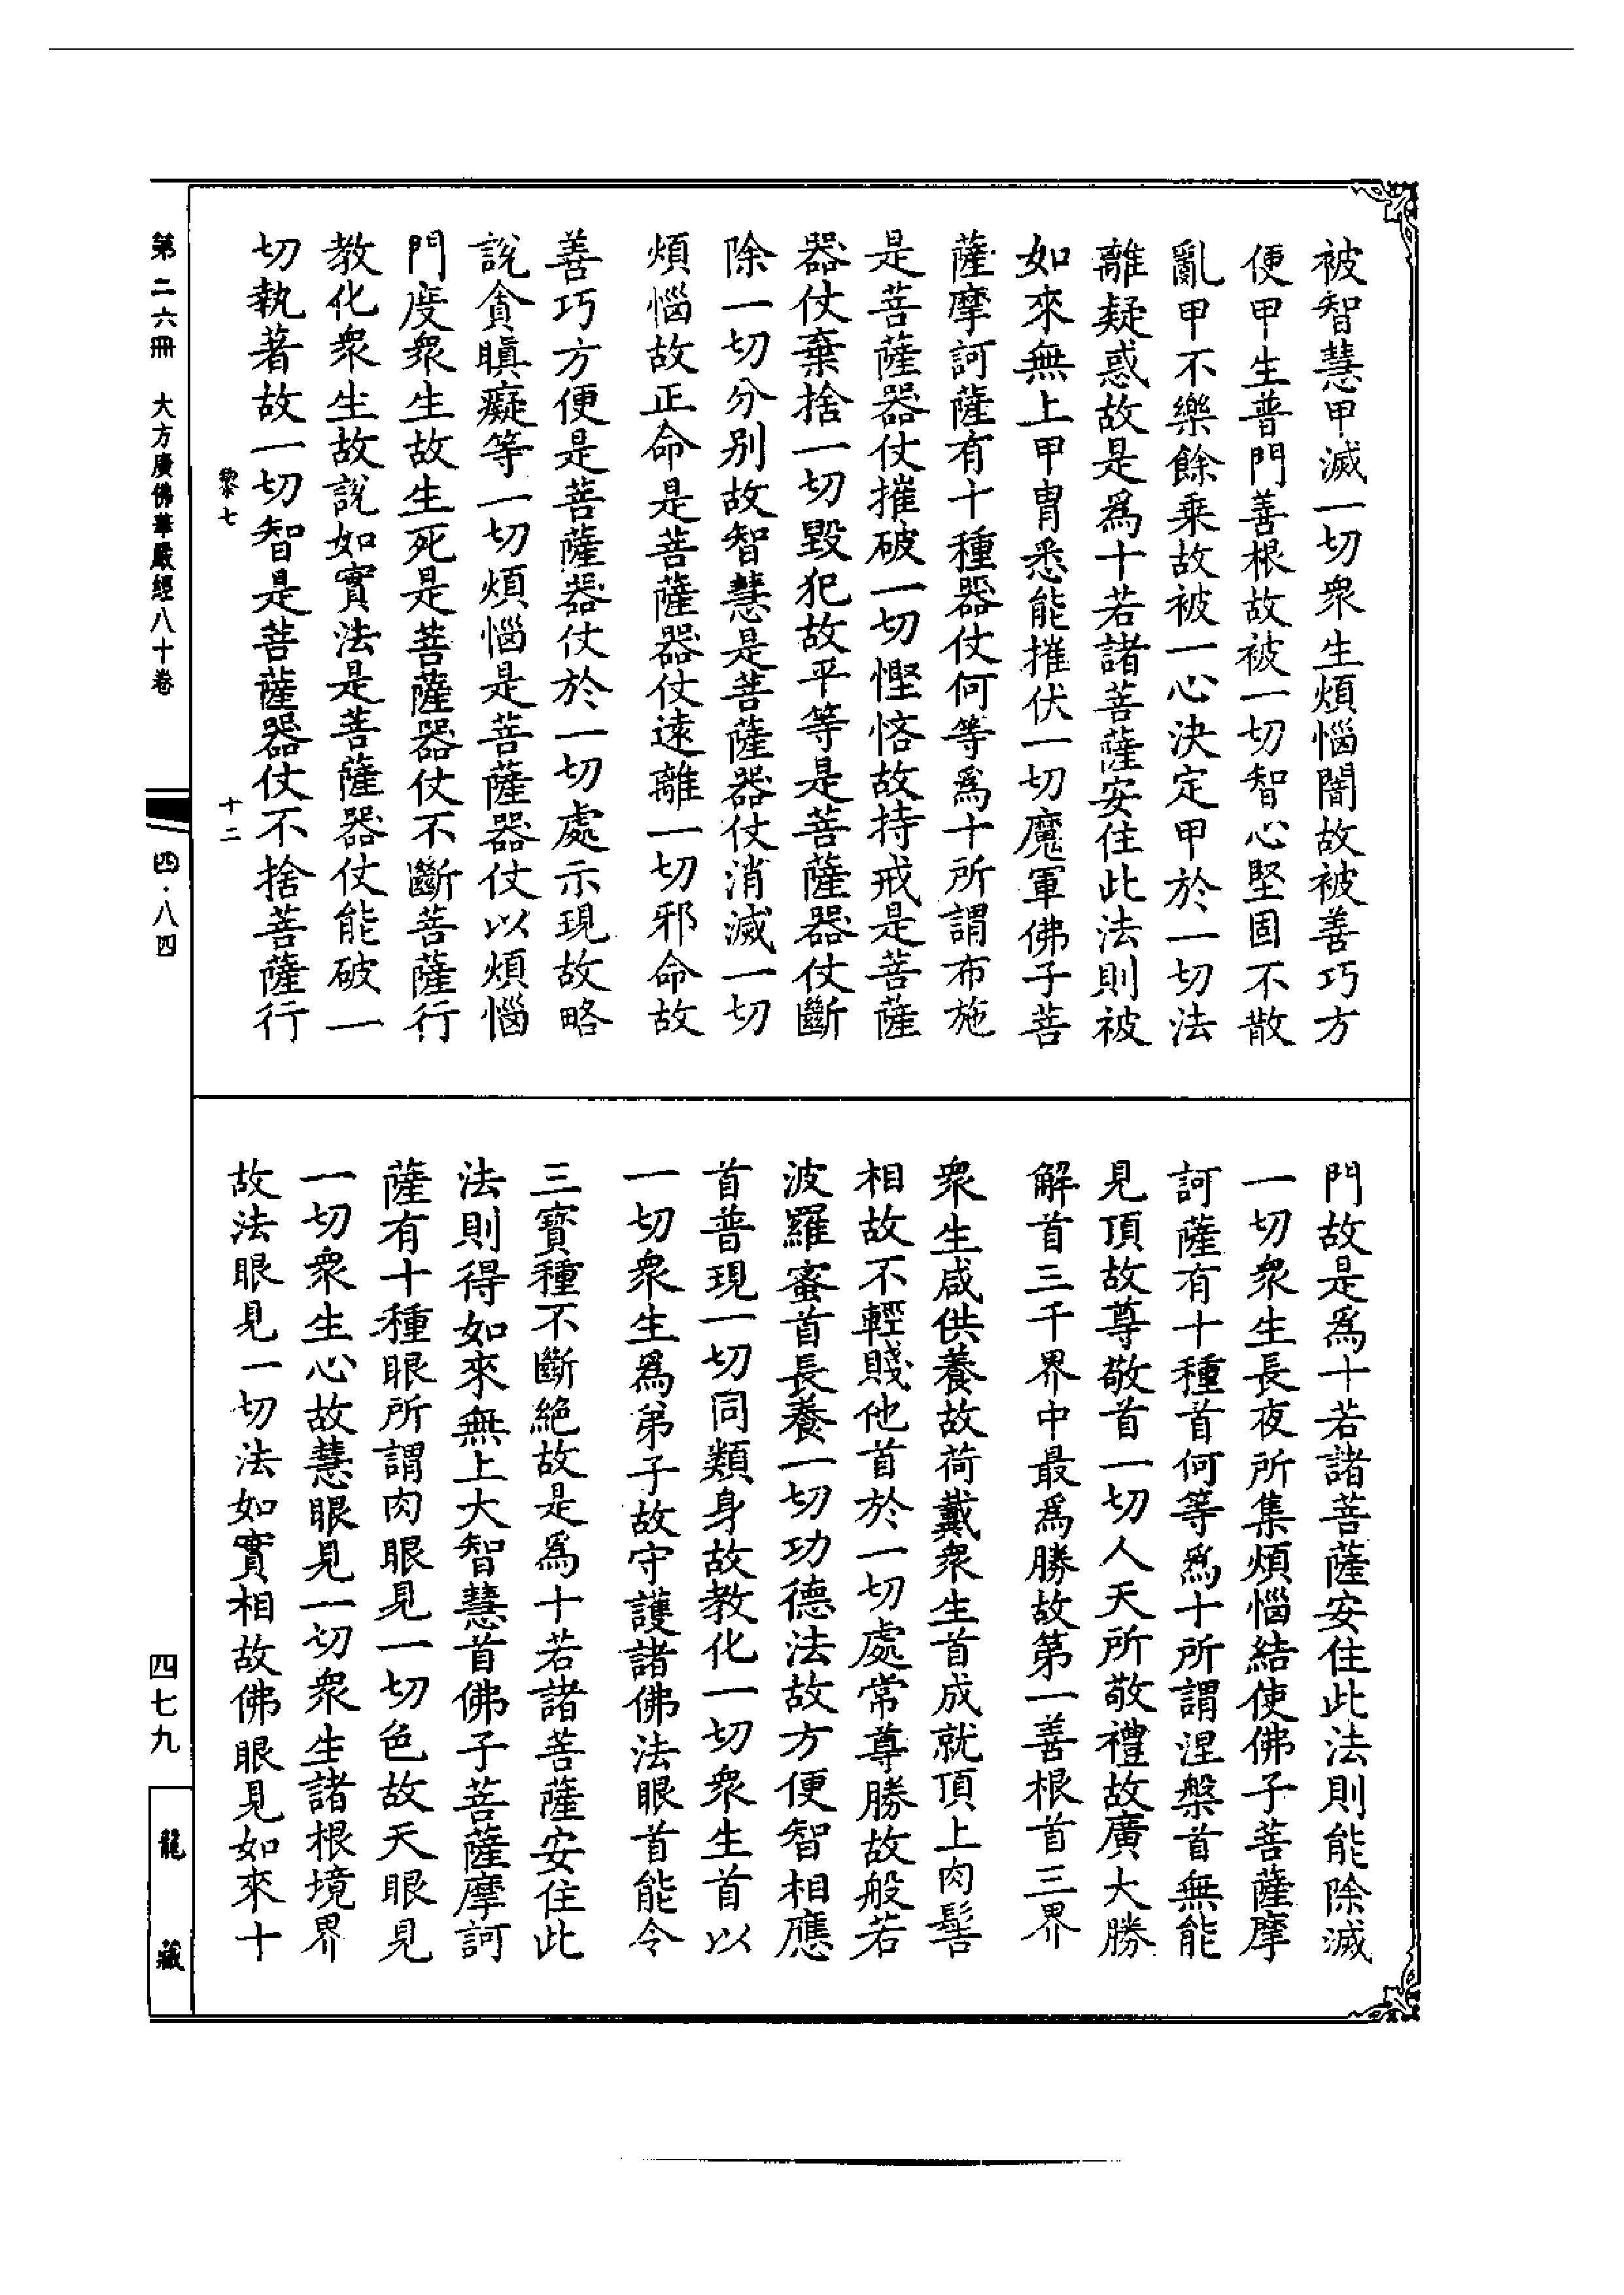 被智慧甲滅一切衆生煩惱闇故被善巧方
便甲生普門善根故被一切智心堅固不散
亂甲不樂餘乘故被一心決定甲於一切法
離疑惑故是爲十若諸菩薩安住此法則被
如來無上甲冑悉能摧伏一切魔軍佛子菩
薩摩訶薩有十種器仗何等爲十所謂布施
是菩薩器仗摧破一切慳悋故持戒是菩薩
器仗棄捨一切毀犯故平等是菩薩器仗斷
除一切分別故智慧是菩薩器仗消滅一切
煩惱故正命是菩薩器仗遠離一切邪命故
善巧方便是菩薩器仗於一切處示現故略
說貪瞋癡等一切煩惱是菩薩器仗以煩惱
門度衆生故生死是菩薩器仗不斷菩薩行
教化衆生故說如實法是菩薩器仗能破一
切執著故一切智是菩薩器仗不捨菩薩行
黎七 十二
門故是爲十若諸菩薩安住此法則能除滅
一切衆生長夜所集煩惱結使佛子菩薩摩
訶薩有十種首何等爲十所謂涅槃首無能
見頂故尊敬首一切人天所敬禮故廣大勝
解首三千界中最爲勝故第一善根首三界
衆生咸供養故荷戴衆生首成就頂上肉髻
相故不輕賤他首於一切處常尊勝故般若
波羅蜜首長養一切功德法故方便智相應
首普現一切同類身故教化一切衆生首以
一切衆生爲弟子故守護諸佛法眼首能令
三寶種不斷絕故是爲十若諸菩薩安住此
法則得如來無上大智慧首佛子菩薩摩訶
薩有十種眼所謂肉眼見一切色故天眼見
一切衆生心故慧眼見一切衆生諸根境界
故法眼見一切法如實相故佛眼見如來十
第二六冊 大方廣佛華嚴經八十卷 四·八四 四七九 龍藏